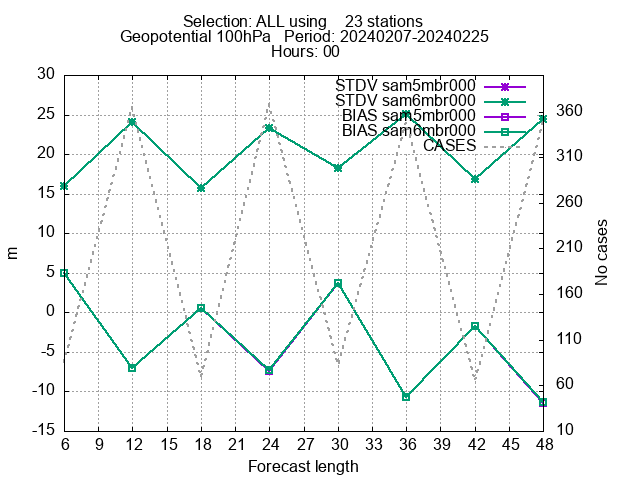 Selection: ALL using    23 stations
Geopotential 100hPa   Period: 20240207-20240225
Hours: 00
STDV sam5mbr000
STDV sam6mbr000
BIAS sam5mbr000
BIAS sam6mbr000
CASES
30
25
20
15
10
5
0
-5
-10
-15
m
360
310
260
210
160
110
60
10
No cases
6 9 12 15 18 21 24 27 30 33 36 39 42 45 48
Forecast length